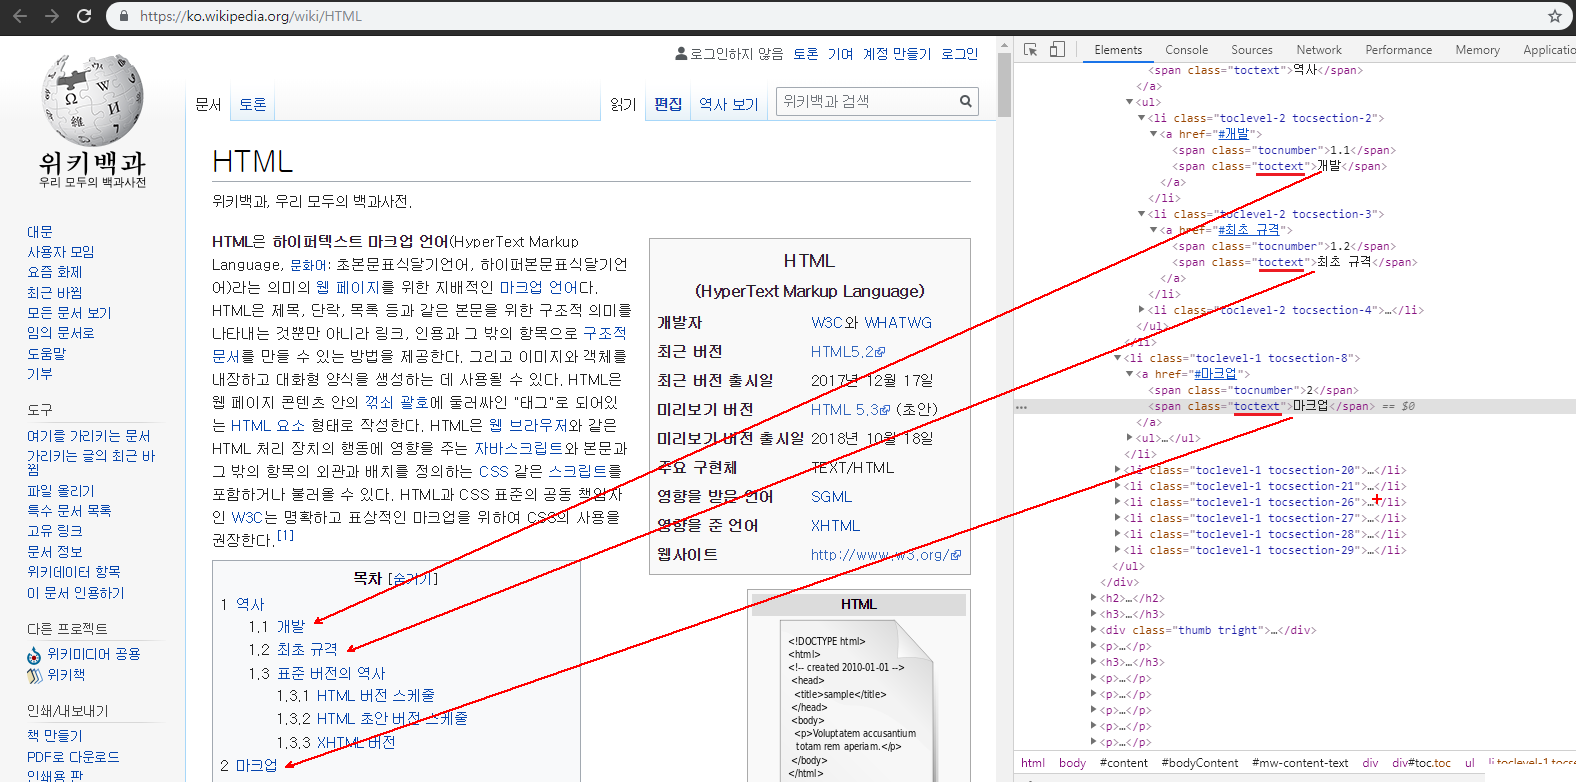 https://ko.wikipedia.org/wiki/HTML
위키백과
우리 모두의 백과사전
대문
사용자 모임
요즘 화제
최근 바뀜
모든 문서 보기
임의 문서로
도움말
기부
도구
여기를 가리키는 문서
가리키는 글의 최근 바
뀜
파일 올리기
특수 문서 목록
고유 링크
문서 정보
위키데이터 항목
이 문서 인용하기
다른 프로젝트
위키미디어 공용
위키책
인쇄/내보내기
책 만들기
PDF로 다운로드
인쇄용 판
로그인하지 않음 토론 기여 계정 만들기 로그인
문서 토론 읽기 편집 역사 보기 위키백과 검색
HTML
위키백과, 우리 모두의 백과사전.
HTML은 하이퍼텍스트 마크업 언어(HyperText Markup
Language, 문화어: 초본문표식달기언어, 하이퍼본문표식달기언
어)라는 의미의 웹 페이지를 위한 지배적인 마크업 언어다.
HTML은 제목, 단락, 목록 등과 같은 본문을 위한 구조적 의미를
나타내는 것뿐만 아니라 링크, 인용과 그 밖의 항목으로 구조적
문서를 만들 수 있는 방법을 제공한다. 그리고 이미지와 객체를
내장하고 대화형 양식을 생성하는 데 사용될 수 있다. HTML은
웹 페이지 콘텐츠 안의 꺾쇠 괄호에 둘러싸인 "태그"로 되어있
는 HTML 요소 형태로 작성한다. HTML은 웹 브라우저와 같은
HTML 처리 장치의 행동에 영향을 주는 자바스크립트와 본문과
그 밖의 항목의 외관과 배치를 정의하는 CSS 같은 스크립트를
포함하거나 불러올 수 있다. HTML과 CSS 표준의 공동 책임자
인 W3C는 명확하고 표상적인 마크업을 위하여 CSS의 사용을
권장한다.[1]
HTML
(HyperText Markup Language)
개발자 W3C와 WHATWG
최근 버전 HTML5.2
최근 버전 출시일 2017년 12월 17일
미리보기 버전 HTML 5.3 (초안)
미리보기 버전 출시일 2018년 10월 18일
주요 구현체 TEXT/HTML
영향을 받은 언어 SGML
영향을 준 언어 XHTML
웹사이트 http://www.w3.org/
목차 [숨기기]
1 역사
1.1 개발
1.2 최초 규격
1.3 표준 버전의 역사
1.3.1 HTML 버전 스케줄
1.3.2 HTML 초안 버전 스케줄
1.3.3 XHTML 버전
2 마크업
HTML
<!DOCTYPE html>
<html>
<!-- created 2010-01-01 -->
<head>
<title>sample</title>
</head>
<body>
<p>Voluptatem accusantium
totam rem aperiam.</p>
</body>
</html>
Elements Console Sources Network Performance Memory Applicatio
<span class="toctext">역사</span>
</a>
▼<ul>
▼<li class="toclevel-2 tocsection-2">
▼<a href="#개발">
<span class="tocnumber">1.1</span>
<span class="toctext">개발</span>
</a>
</li>
▼<li class="toclevel-2 tocsection-3">
▼<a href="#최초 규격">
<span class="tocnumber">1.2</span>
<span class="toctext">최초 규격</span>
</a>
</li>
▶<li class="toclevel-2 tocsection-4">…</li>
</ul>
</li>
▼<li class="toclevel-1 tocsection-8">
▼<a href="#마크업">
<span class="tocnumber">2</span>
<span class="toctext">마크업</span> == $0
</a>
▶<ul>…</ul>
</li>
▶<li class="toclevel-1 tocsection-20">…</li>
▶<li class="toclevel-1 tocsection-21">…</li>
▶<li class="toclevel-1 tocsection-26">…</li>
▶<li class="toclevel-1 tocsection-27">…</li>
▶<li class="toclevel-1 tocsection-28">…</li>
▶<li class="toclevel-1 tocsection-29">…</li>
</ul>
</div>
▶<h2>…</h2>
▶<h3>…</h3>
▶<div class="thumb tright">…</div>
▶<p>…</p>
▶<h3>…</h3>
▶<p>…</p>
▶<p>…</p>
▶<p>…</p>
▶<p>…</p>
▶<p>…</p>
html body #content #bodyContent #mw-content-text div div#toc.toc ul li.toclevel-1.tocsec